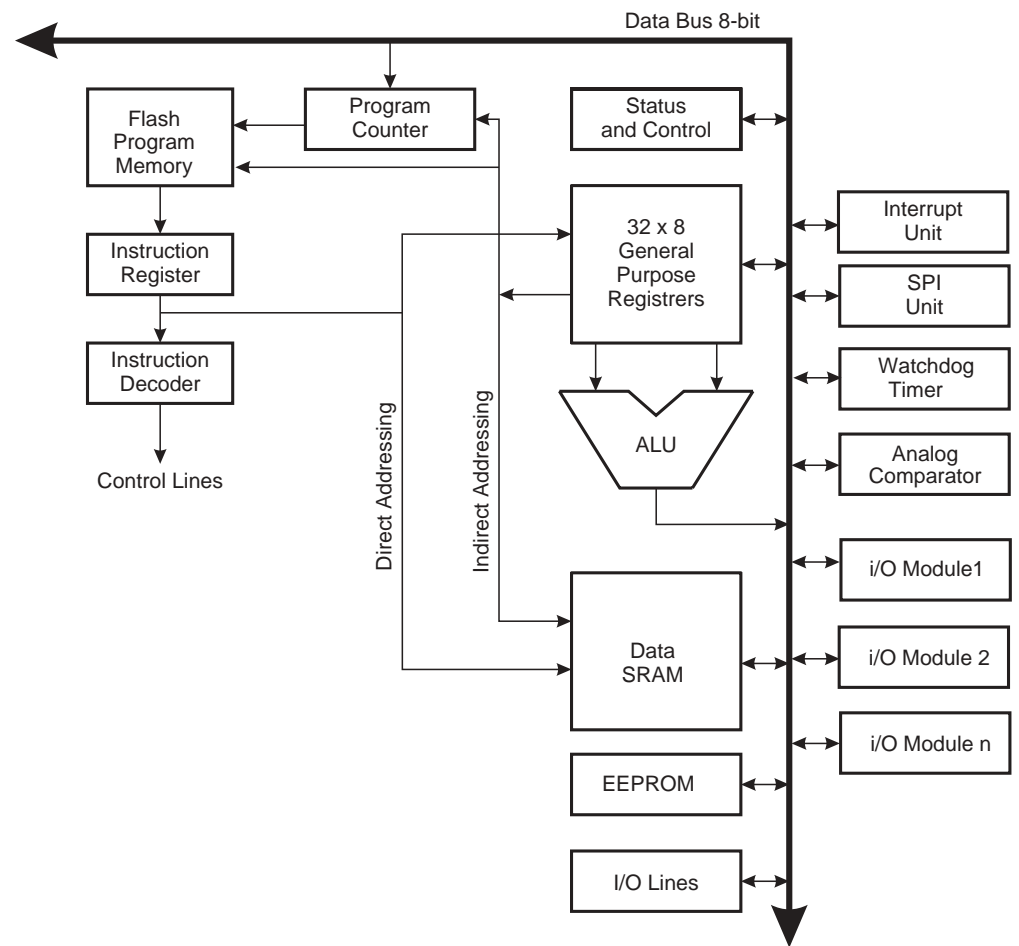 Data Bus 8-bit
Flash
Program
Memory
Program
Counter
Status
and Control
Instruction
Register
32 x 8
General
Purpose
Registrers
Interrupt
Unit
SPI
Unit
Instruction
Decoder
Watchdog
Timer
Control Lines
Direct Addressing
Indirect Addressing
ALU
Analog
Comparator
i/O Module1
Data
SRAM
i/O Module 2
i/O Module n
EEPROM
I/O Lines